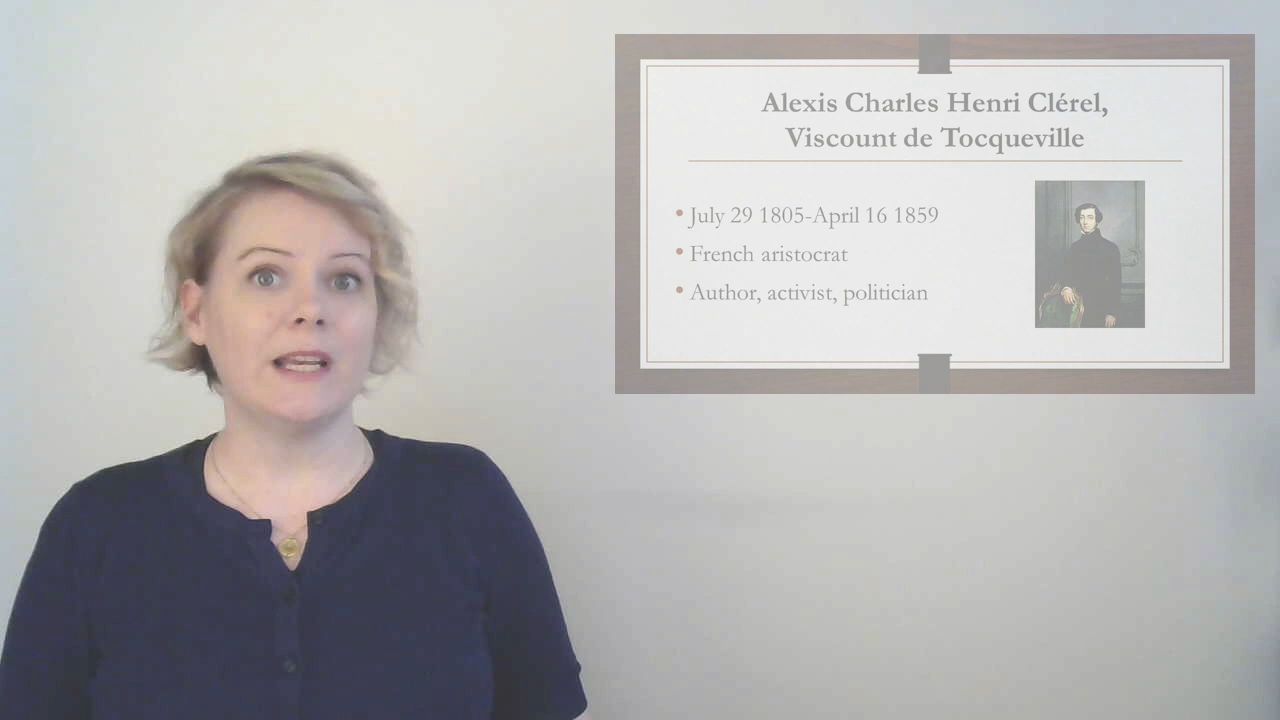 Alexis Charles Henri Clérel,
Viscount de Tocqueville
• July 29 1805-April 16 1859
• French aristocrat
• Author, activist, politician